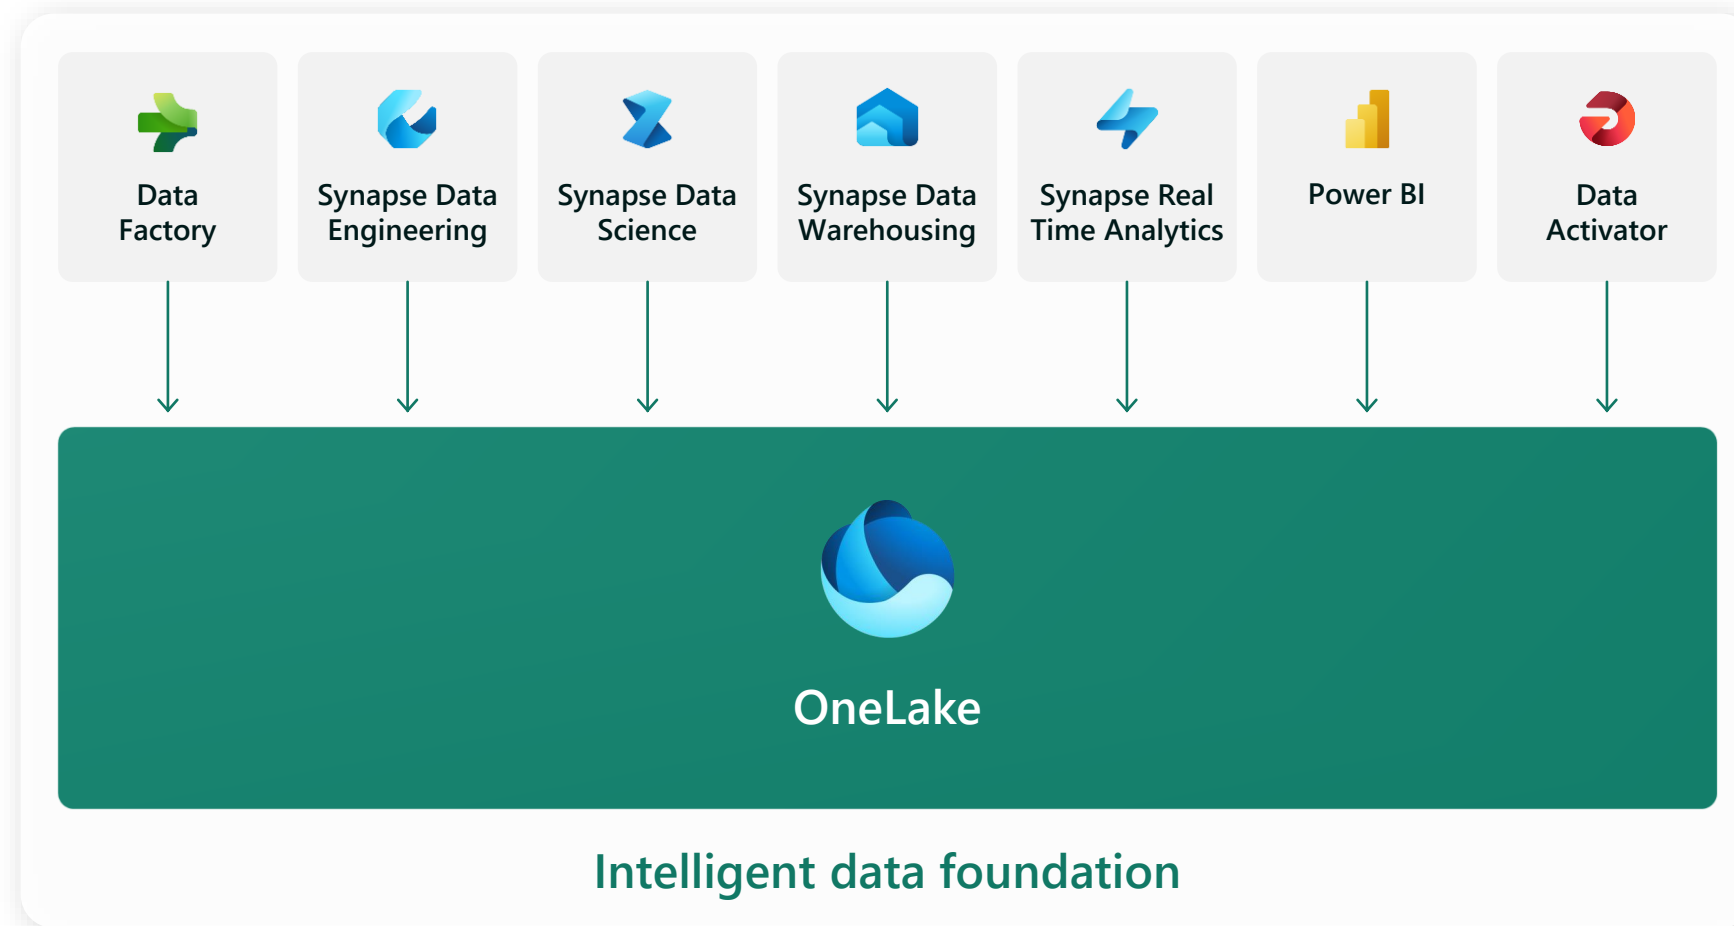 Data
Factory
Synapse Data
Engineering
Synapse Data
Science
Synapse Data
Warehousing
Synapse Real
Time Analytics
Power BI
Data
Activator
OneLake
Intelligent data foundation